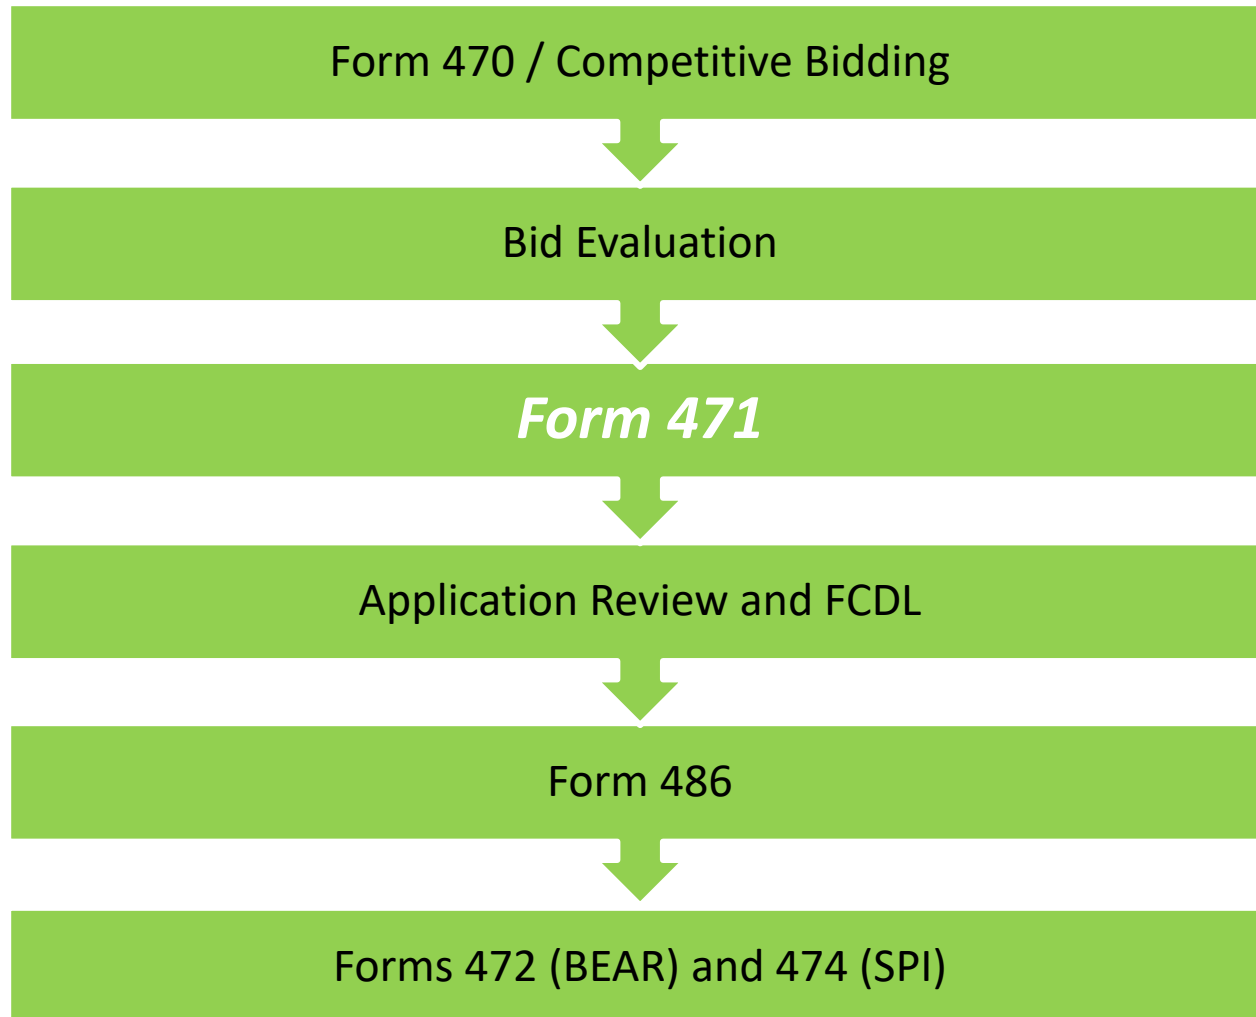 Form 470 / Competitive Bidding
Bid Evaluation
Form 471
Application Review and FCDL
Form 486
Forms 472 (BEAR) and 474 (SPI)